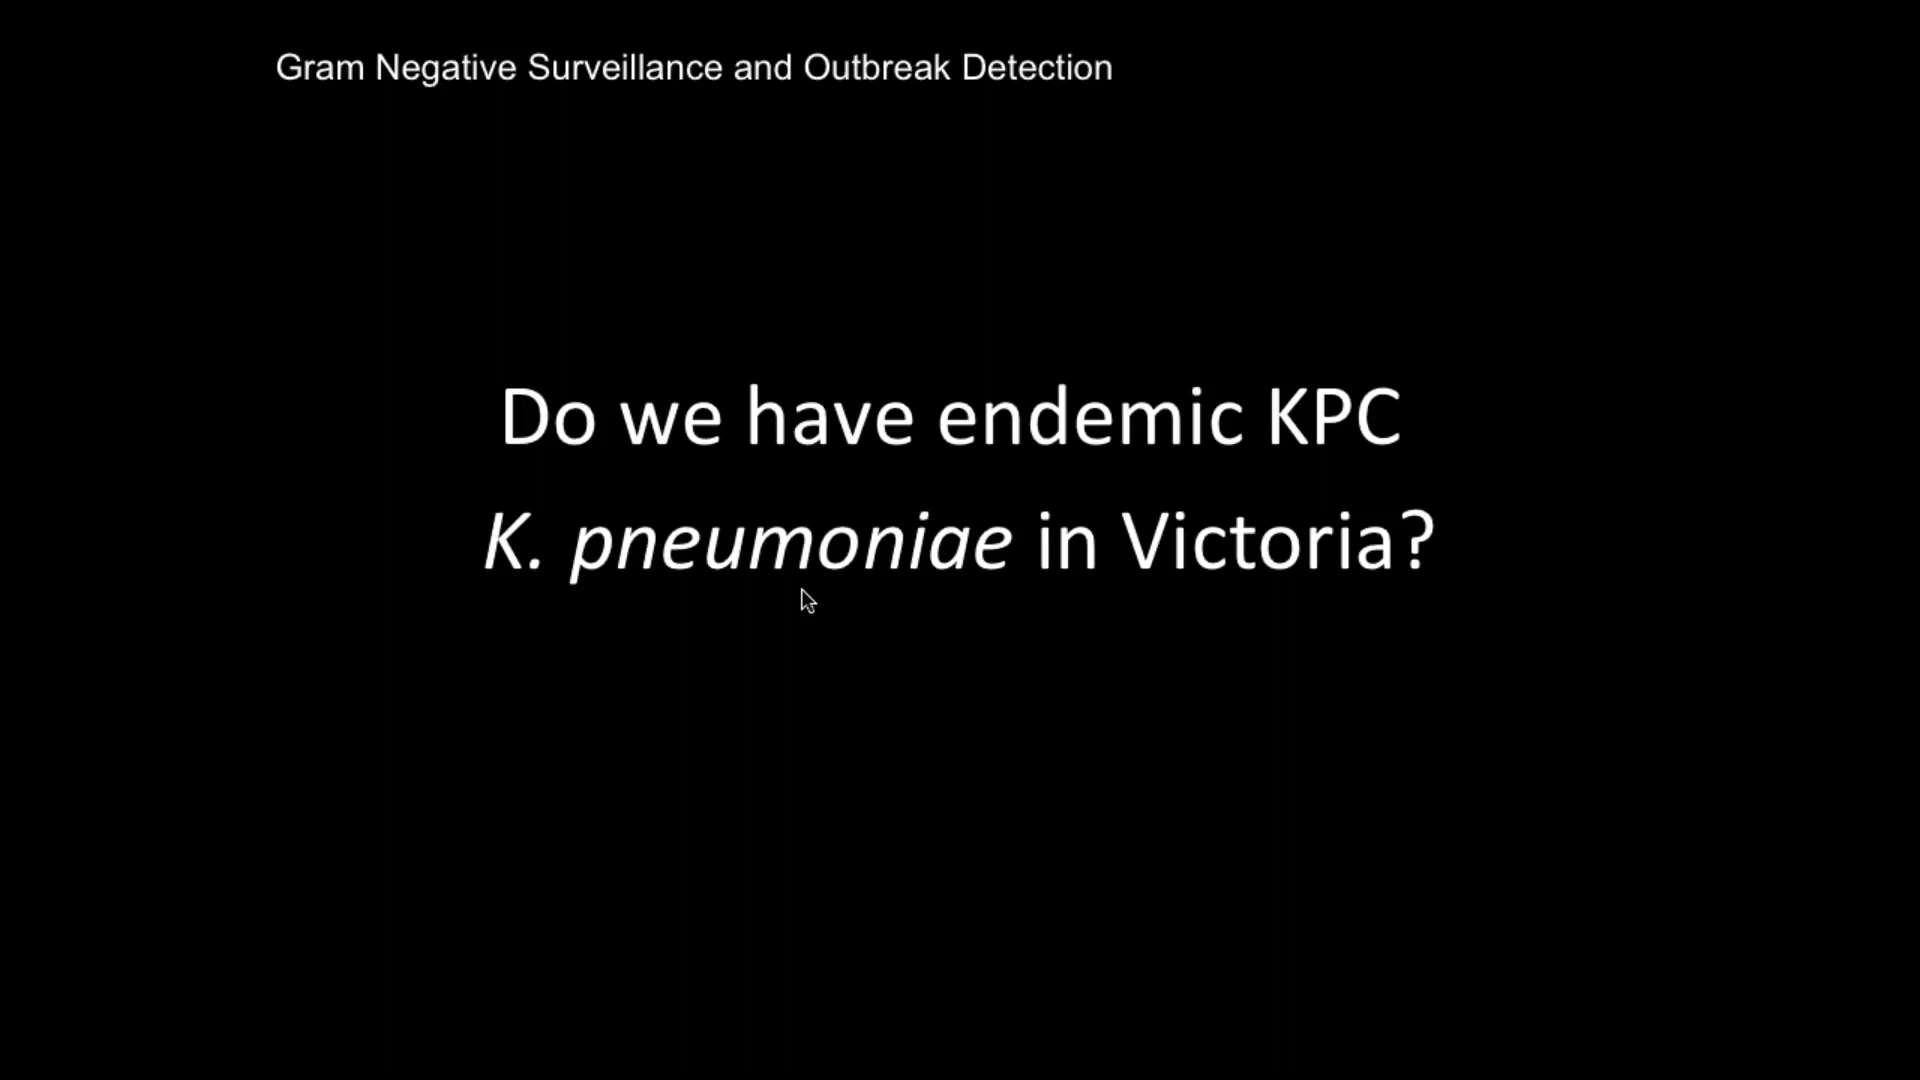 Gram Negative Surveillance and Outbreak Detection
Do we have endemic KPC
K. pneumoniae in Victoria?